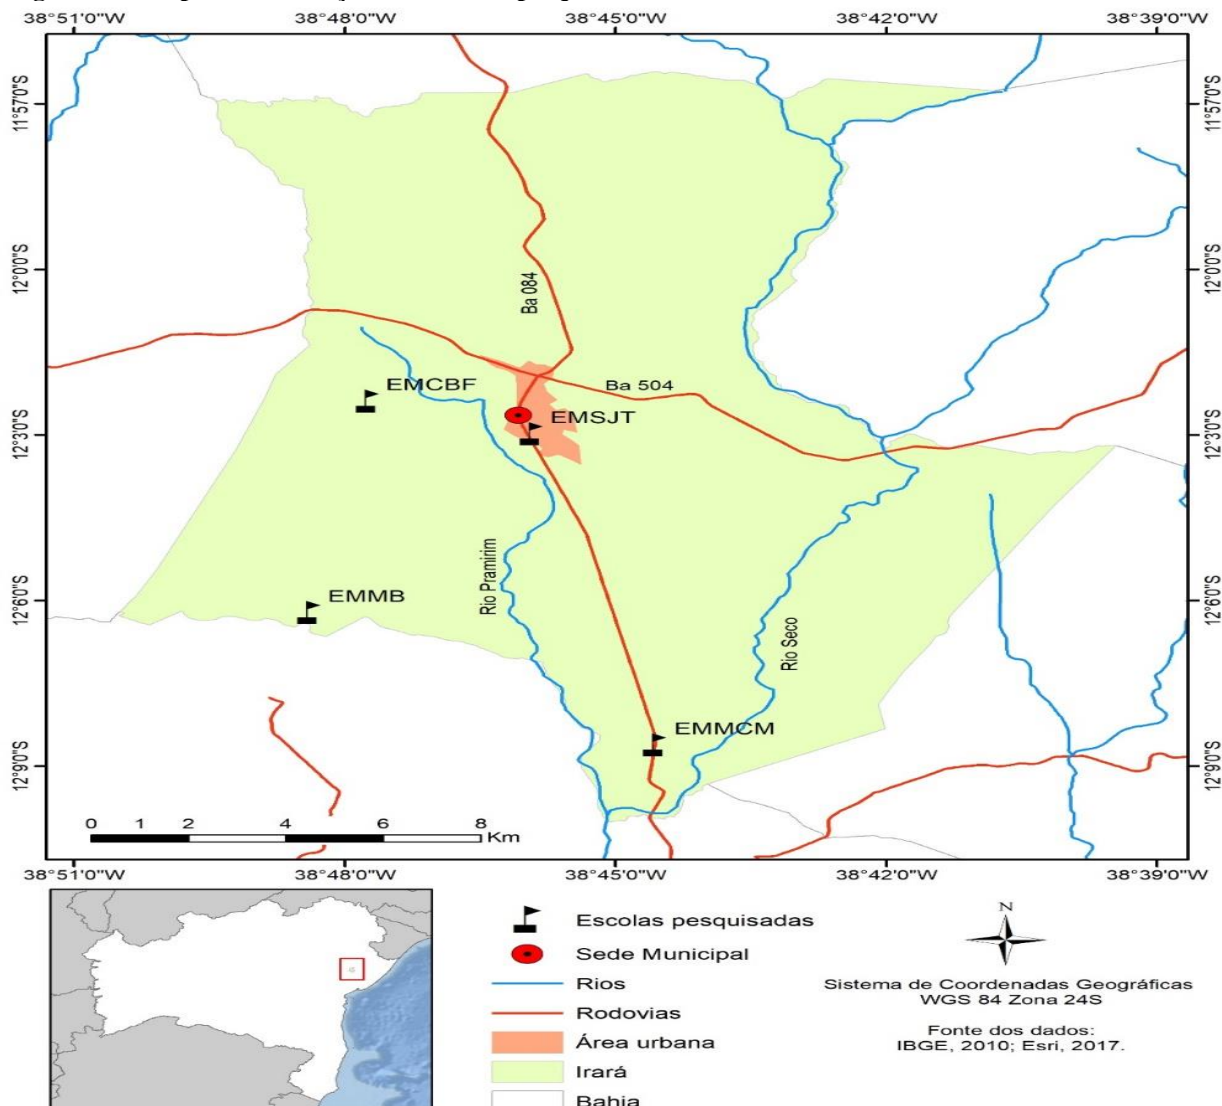 38°51'0"W 38°48'0"W 38°45'0"W 38°42'0"W 38°39'0"W
11°57'0"S 11°57'0"S
12°0'0"S 12°0'0"S
Ba 084
EMCBF
Ba 504
EMSJT
12°3'0"S 12°3'0"S
Rio Pramirim
EMMB
12°6'0"S 12°6'0"S
Rio Seco
EMMCM
12°9'0"S 12°9'0"S
0 1 2 4 6 8
Km
38°51'0"W 38°48'0"W 38°45'0"W 38°42'0"W 38°39'0"W
Escolas pesquisadas
Sede Municipal
Rios
Rodovias
Área urbana
Irará
Bahia
N
Sistema de Coordenadas Geográficas
WGS 84 Zona 24S
Fonte dos dados:
IBGE, 2010; Esri, 2017.